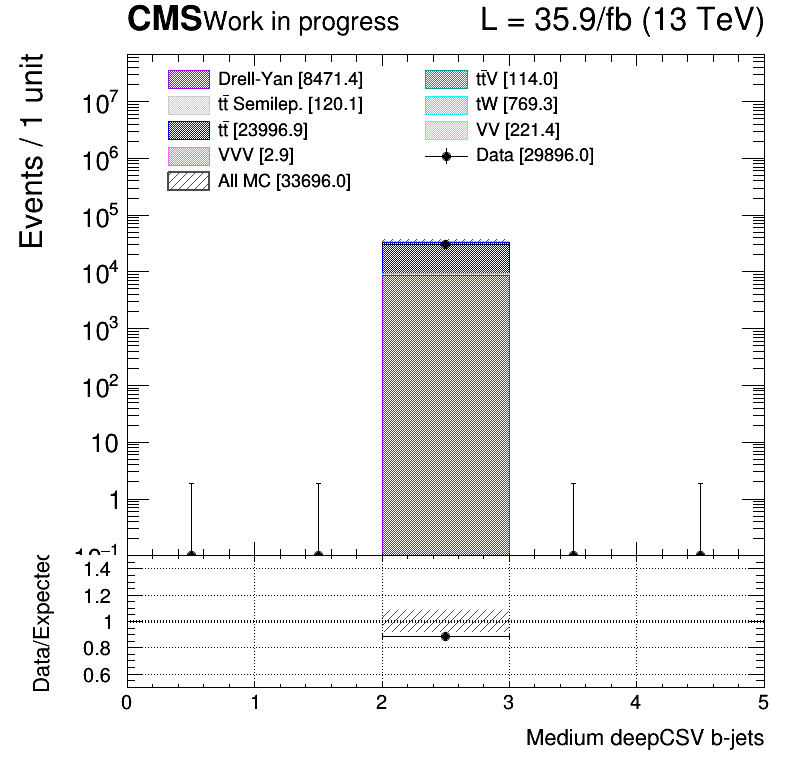 CMS Work in progress L = 35.9/fb (13 TeV)
Events / 1 unit
Drell-Yan [8471.4]
tt̄ Semilep. [120.1]
tt̄ [23996.9]
VVV [2.9]
All MC [33696.0]
tt̄V [114.0]
tW [769.3]
VV [221.4]
Data [29896.0]
10⁷
10⁶
10⁵
10⁴
10³
10²
10
1
10⁻¹
Data/Expected
1.4
1.2
1
0.8
0.6
0 1 2 3 4 5
Medium deepCSV b-jets